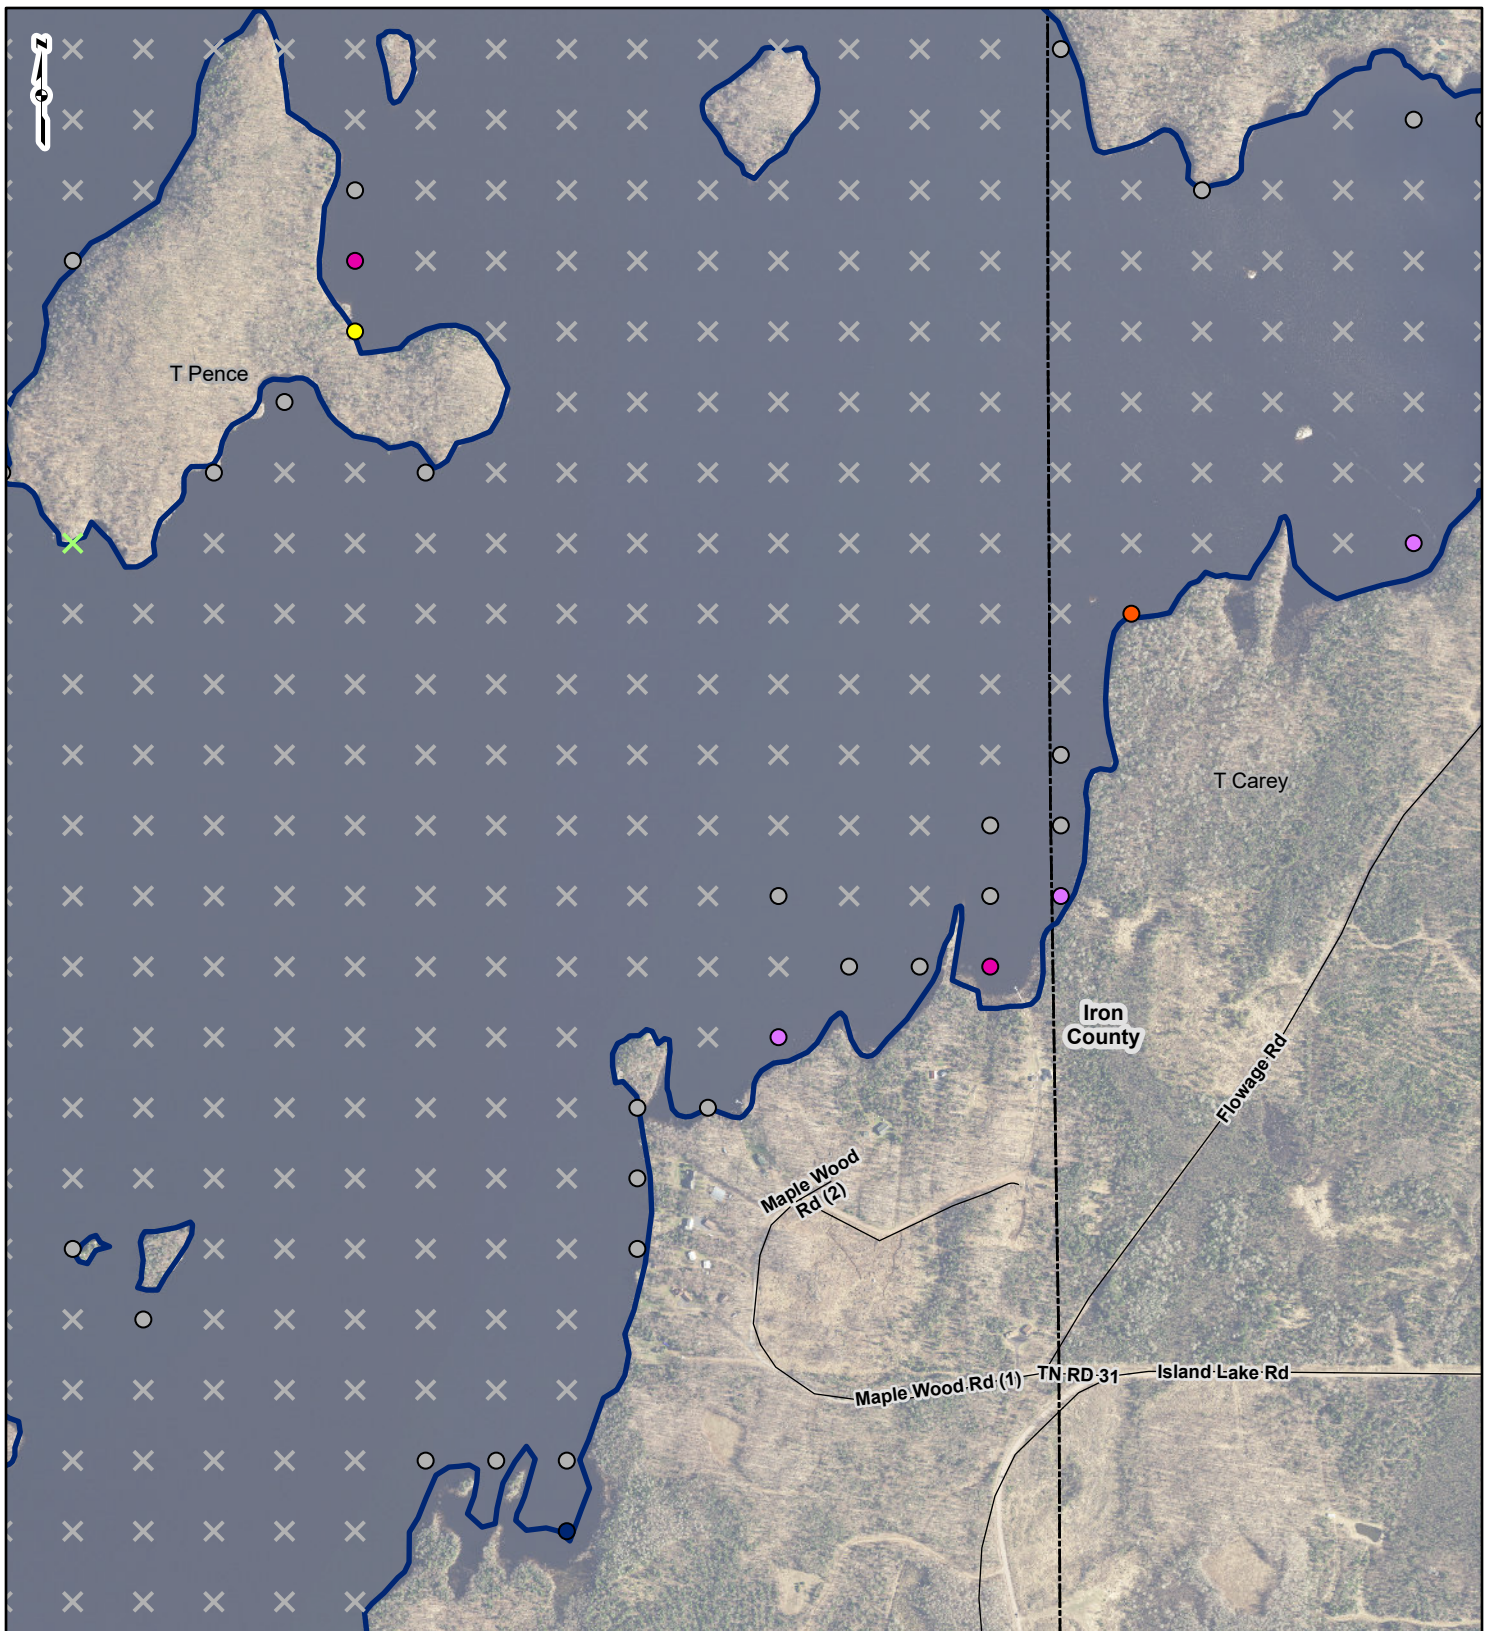 N
T Pence
T Carey
Iron
County
Flowage Rd
Maple Wood
Rd (2)
Maple Wood Rd (1)
TN RD 31
Island Lake Rd